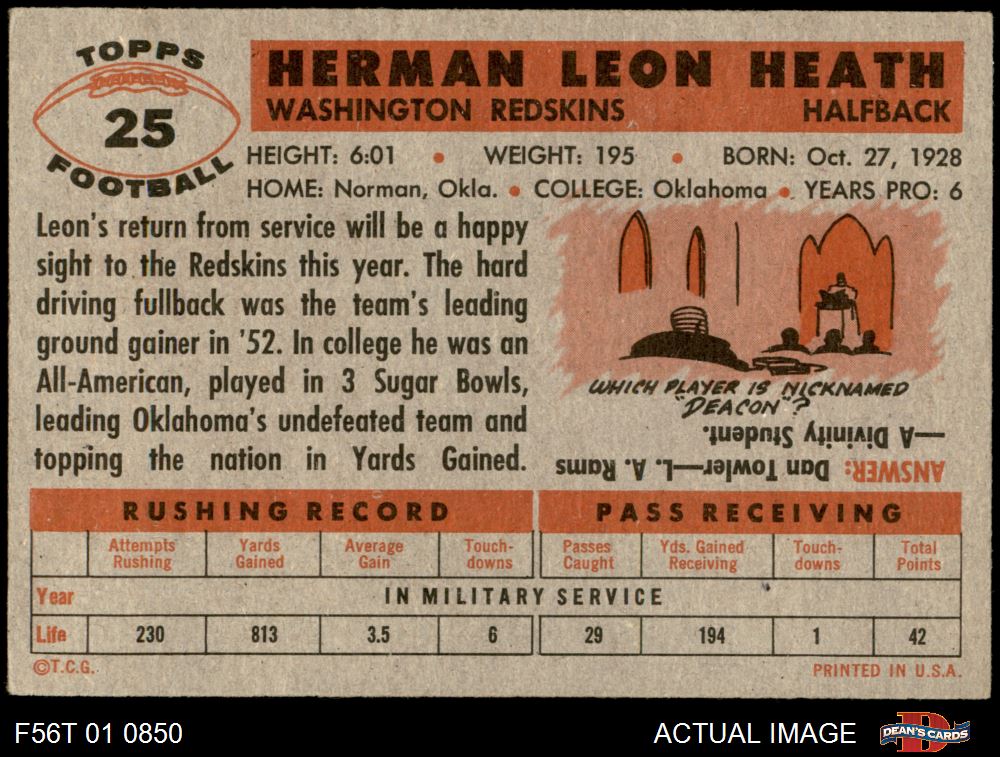 TOPPS
25
FOOTBALL
HERMAN LEON HEATH
WASHINGTON REDSKINS HALFBACK
HEIGHT: 6:01 • WEIGHT: 195 • BORN: Oct. 27, 1928
HOME: Norman, Okla. • COLLEGE: Oklahoma • YEARS PRO: 6
Leon's return from service will be a happy
sight to the Redskins this year. The hard
driving fullback was the team's leading
ground gainer in '52. In college he was an
All-American, played in 3 Sugar Bowls,
leading Oklahoma's undefeated team and
topping the nation in Yards Gained.
WHICH PLAYER IS NICKNAMED
"DEACON"?
ANSWER: Dan Towler—L. A. Rams
—A Divinity Student.
RUSHING RECORD PASS RECEIVING
Attempts Rushing Yards Gained Average Gain Touch-downs Passes Caught Yds. Gained Receiving Touch-downs Total Points
Year IN MILITARY SERVICE
Life 230 813 3.5 6 29 194 1 42
©T.C.G. PRINTED IN U.S.A.
F56T 01 0850 ACTUAL IMAGE DEAN'S CARDS